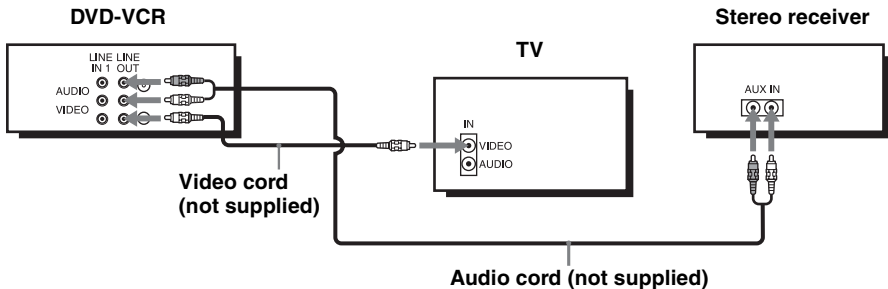 DVD-VCR
Stereo receiver
TV
LINE IN 1
LINE OUT
AUDIO
VIDEO
AUX IN
IN
VIDEO
AUDIO
Video cord
(not supplied)
Audio cord (not supplied)